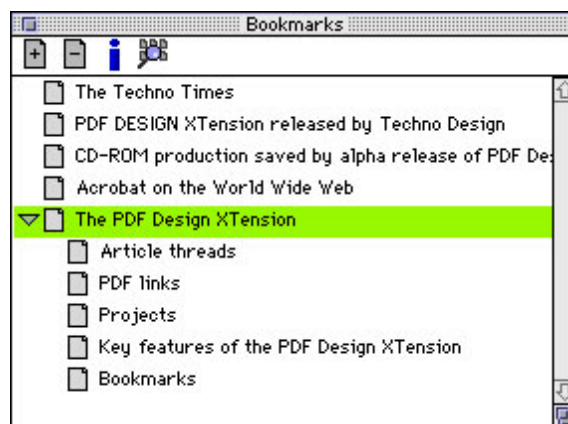 Bookmarks
The Techno Times
PDF DESIGN XTension released by Techno Design
CD-ROM production saved by alpha release of PDF De
Acrobat on the World Wide Web
The PDF Design XTension
Article threads
PDF links
Projects
Key features of the PDF Design XTension
Bookmarks